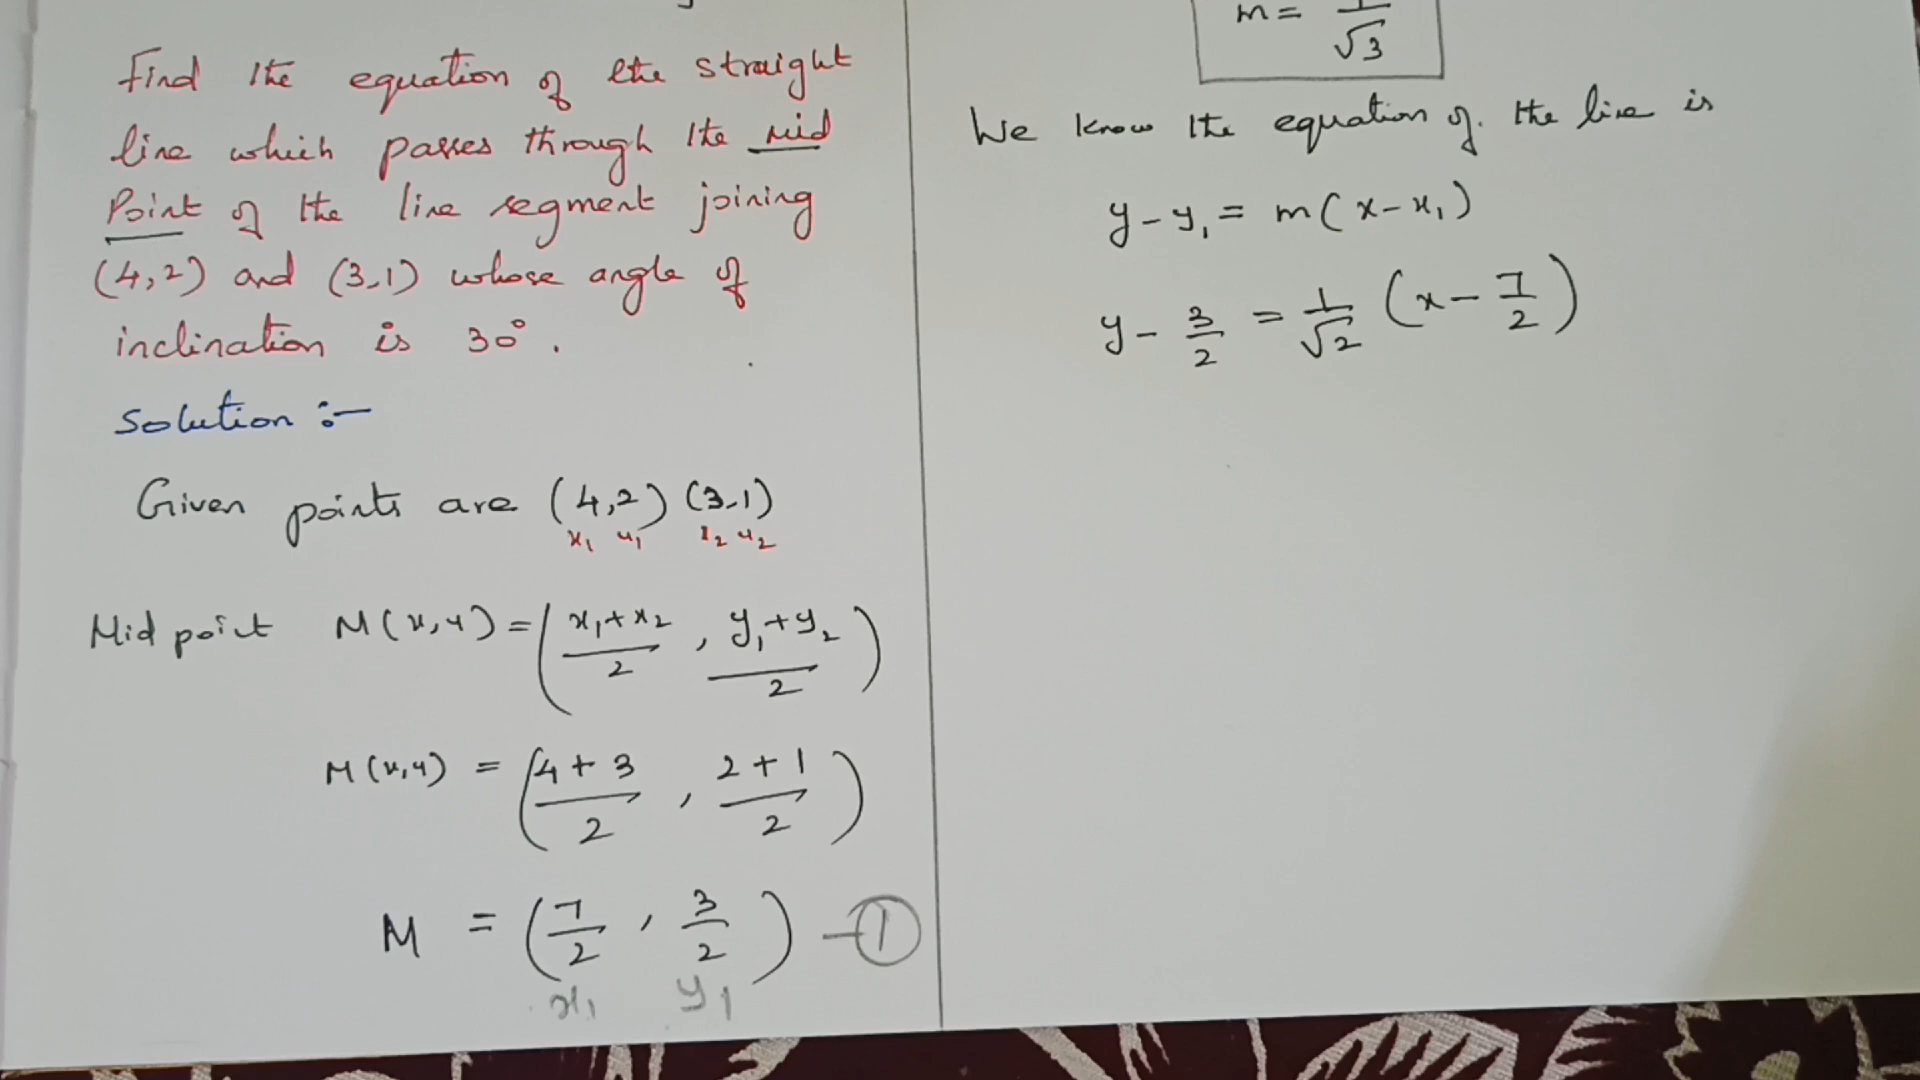 Find the equation of the straight
line which passes through the mid
point of the line segment joining
(4,2) and (3,1) whose angle of
inclination is 30°.
Solution :-
Given points are (4,2) (3,1)
x₁ y₁ x₂ y₂
Mid point M(x,y) = (x₁+x₂/2 , y₁+y₂/2)
M(x,y) = (4+3/2 , 2+1/2)
M = (7/2 , 3/2) -①
x₁ y₁
m = 1/√3
We know the equation of the line is
y-y₁ = m(x-x₁)
y- 3/2 = 1/√2 (x- 7/2)